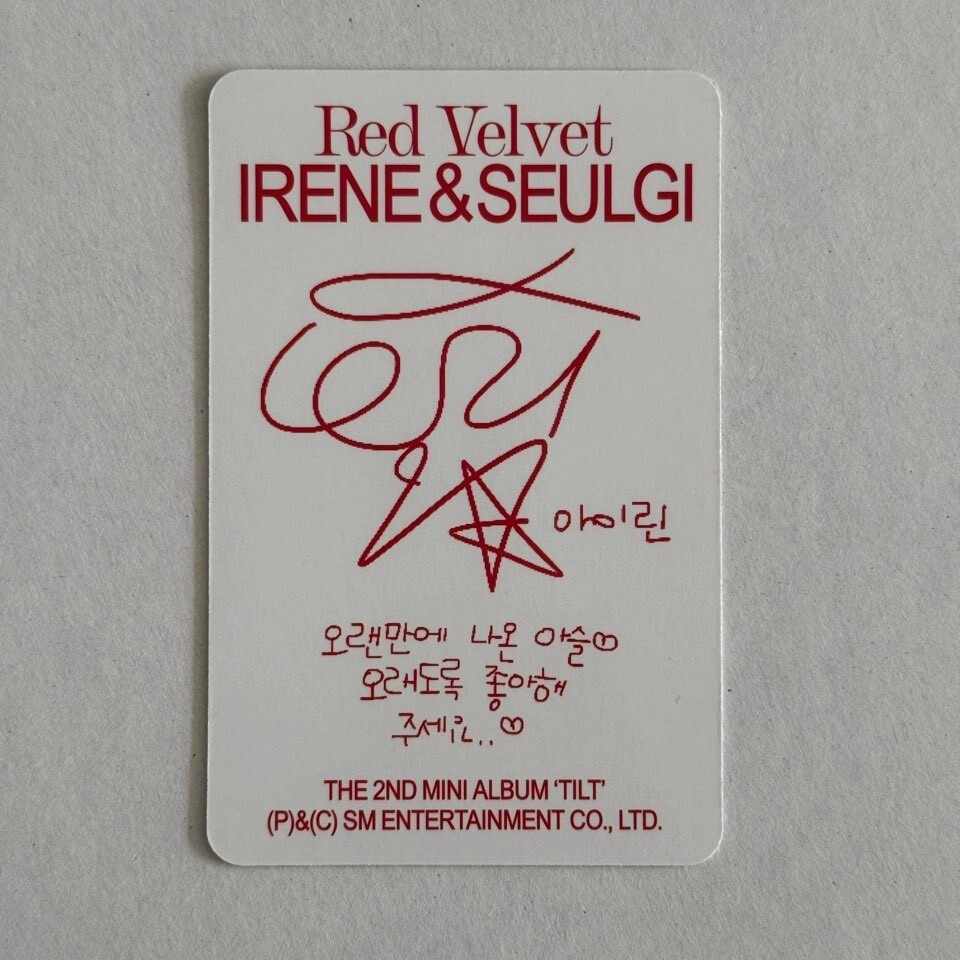 Red Velvet
IRENE & SEULGI
아이린
오랜만에 나온 아슬♡
오래도록 좋아해
주세요..♡
THE 2ND MINI ALBUM ‘TILT’
(P)&(C) SM ENTERTAINMENT CO., LTD.